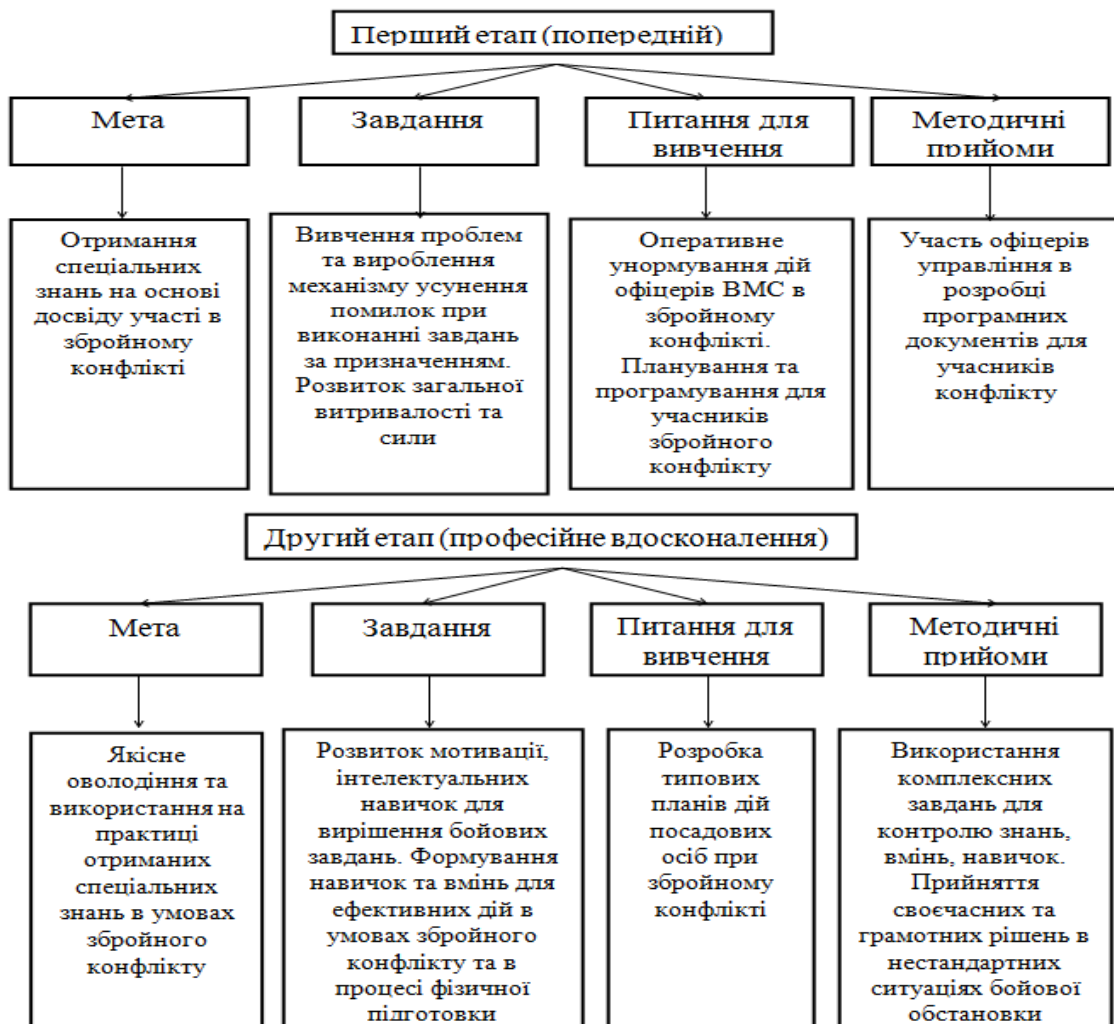 Перший етап (попередній)
Мета
Завдання
Питання для
вивчення
Методичні
прийоми
Отримання
спеціальних
знань на основі
досвіду участі в
збройному
конфлікті
Вивчення проблем
та вироблення
механізму усунення
помилок при
виконанні завдань
за призначенням.
Розвиток загальної
витривалості та
сили
Оперативне
унормування дій
офіцерів ВМС в
збройному
конфлікті.
Планування та
програмування для
учасників
збройного
конфлікту
Участь офіцерів
управління в
розробці
програмних
документів для
учасників
конфлікту
Другий етап (професійне вдосконалення)
Мета
Завдання
Питання для
вивчення
Методичні
прийоми
Якісне
оволодіння та
використання на
практиці
отриманих
спеціальних
знань в умовах
збройного
конфлікту
Розвиток мотивації,
інтелектуальних
навичок для
вирішення бойових
завдань. Формування
навичок та вмінь для
ефективних дій в
умовах збройного
конфлікту та в
процесі фізичної
підготовки
Розробка
типових
планів дій
посадових
осіб при
збройному
конфлікті
Використання
комплексних
завдань для
контролю знань,
вмінь, навичок.
Прийняття
своєчасних та
грамотних рішень в
нестандартних
ситуаціях бойової
обстановки